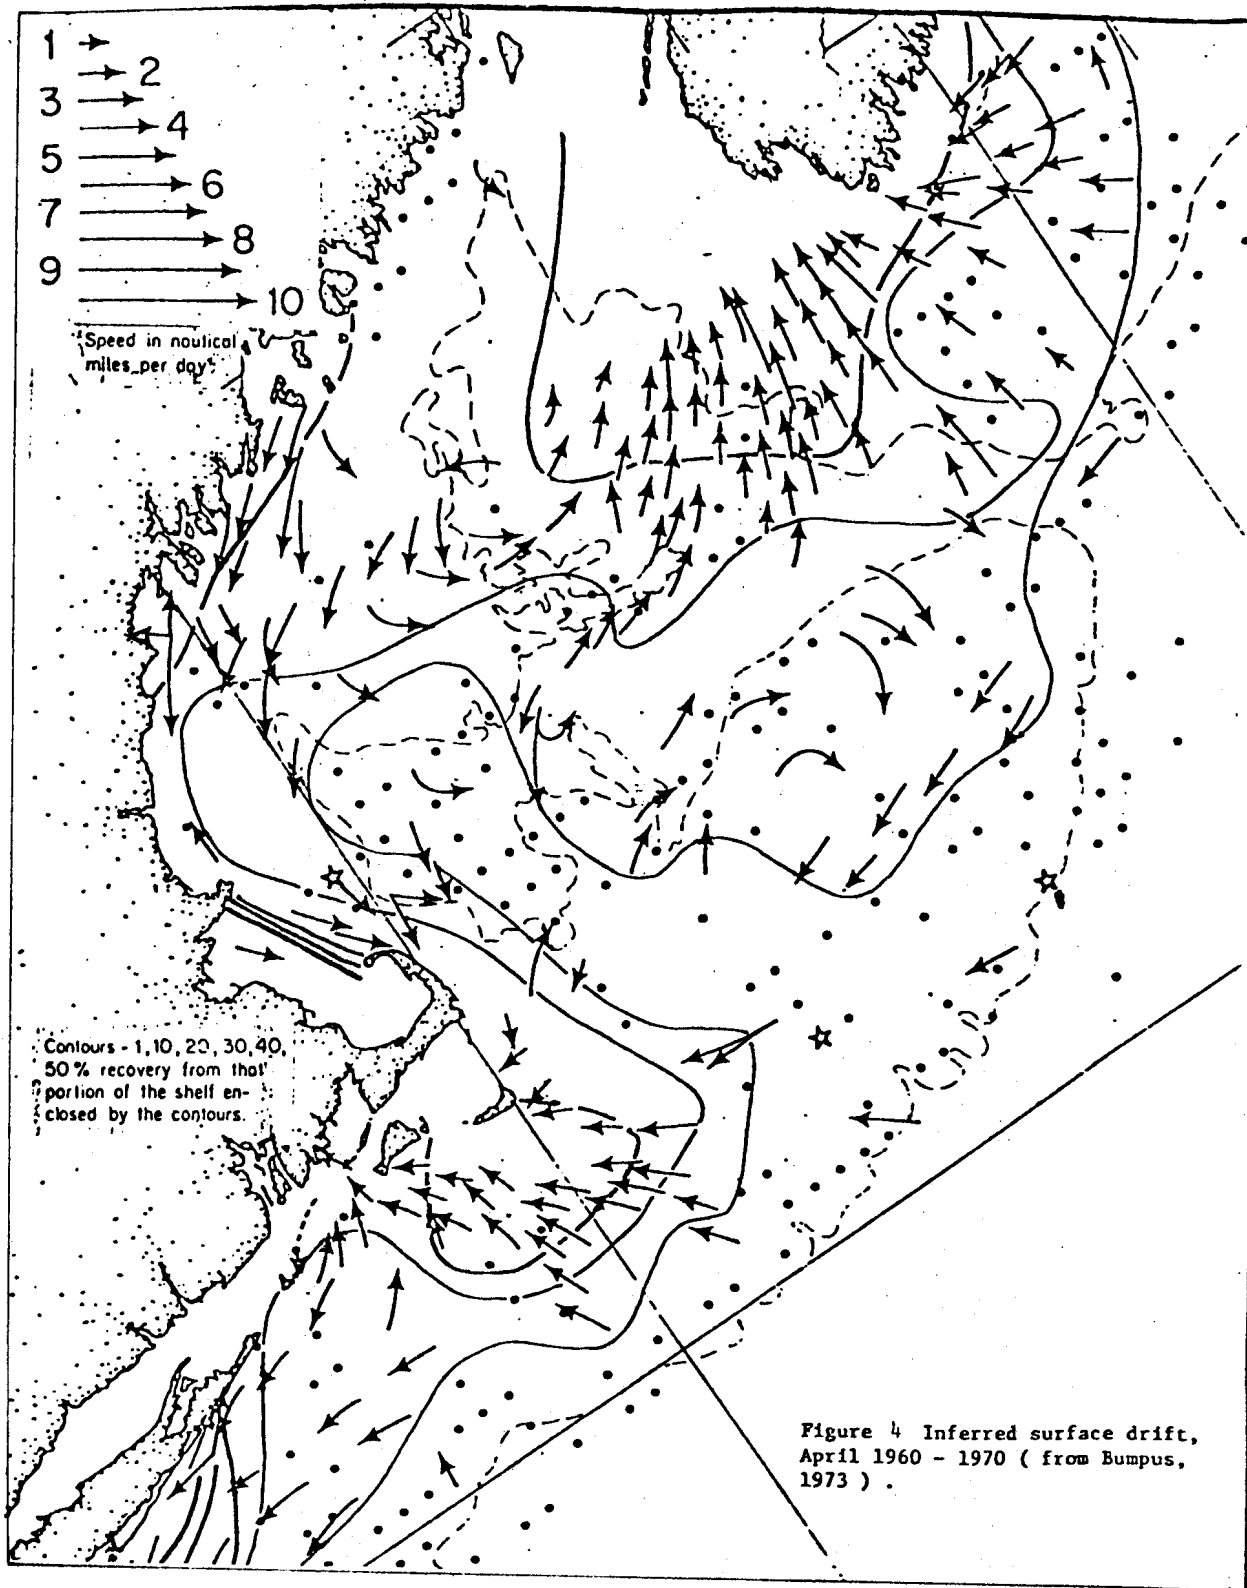 1
2
3
4
5
6
7
8
9
10
Speed in nautical
miles per day
Contours - 1,10,20,30,40,
50% recovery from that
portion of the shelf en-
closed by the contours.
Figure 4 Inferred surface drift,
April 1960 - 1970 ( from Bumpus,
1973 ) .